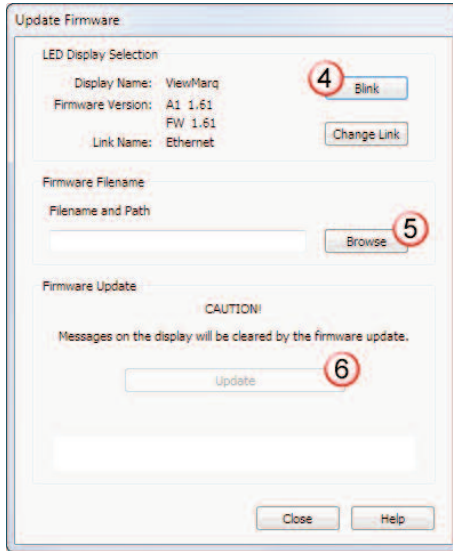 Update Firmware
LED Display Selection
Display Name: ViewMarq
4 Blink
Firmware Version: A1 1.61
FW 1.61
Change Link
Link Name: Ethernet
Firmware Filename
Filename and Path
5
Browse
Firmware Update
CAUTION!
Messages on the display will be cleared by the firmware update.
Update 6
Close Help